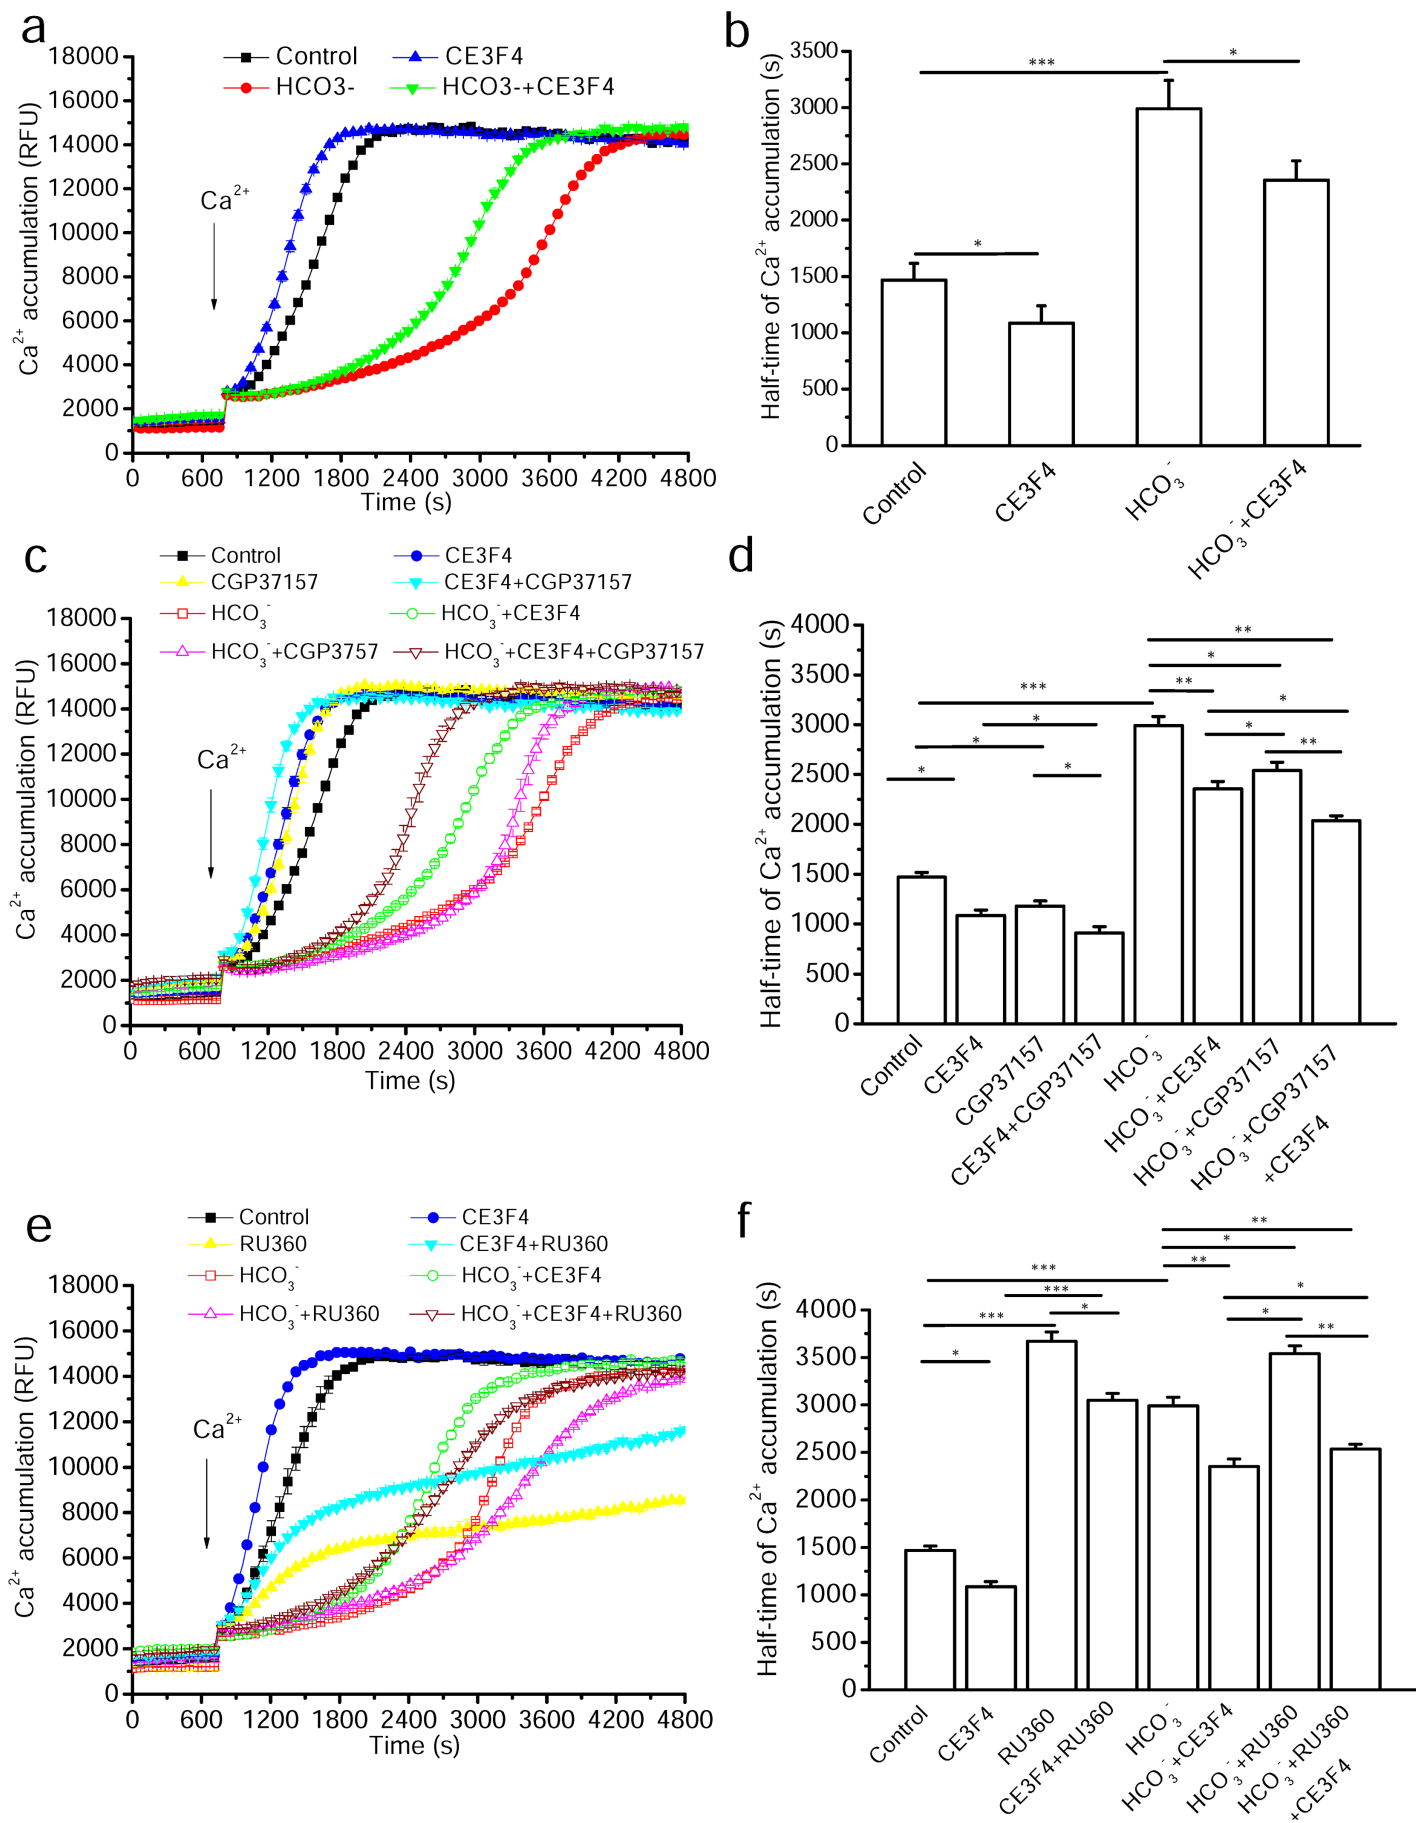 a
Control
CE3F4
HCO3-
HCO3-+CE3F4
18000
16000
14000
12000
10000
8000
6000
4000
2000
0
Ca2+ accumulation (RFU)
Ca2+
0 600 1200 1800 2400 3000 3600 4200 4800
Time (s)
b
3500
3000
2500
2000
1500
1000
500
0
Half-time of Ca2+ accumulation (s)
*
***
*
Control
CE3F4
HCO3-
HCO3-+CE3F4
c
Control
CE3F4
CGP37157
CE3F4+CGP37157
HCO3-
HCO3-+CE3F4
HCO3-+CGP3757
HCO3-+CE3F4+CGP37157
18000
16000
14000
12000
10000
8000
6000
4000
2000
0
Ca2+ accumulation (RFU)
Ca2+
0 600 1200 1800 2400 3000 3600 4200 4800
Time (s)
d
4000
3500
3000
2500
2000
1500
1000
500
0
Half-time of Ca2+ accumulation (s)
**
*
*** **
* *
* *
* * **
Control
CE3F4
CGP37157
CE3F4+CGP37157
HCO3-
HCO3-+CE3F4
HCO3-+CGP37157
HCO3-+CGP37157
+CE3F4
e
Control
CE3F4
RU360
CE3F4+RU360
HCO3-
HCO3-+CE3F4
HCO3-+RU360
HCO3-+CE3F4+RU360
18000
16000
14000
12000
10000
8000
6000
4000
2000
0
Ca2+ accumulation (RFU)
Ca2+
0 600 1200 1800 2400 3000 3600 4200 4800
Time (s)
f
4000
3500
3000
2500
2000
1500
1000
500
0
Half-time of Ca2+ accumulation (s)
**
*
**
***
*** *
*** * *
* **
Control
CE3F4
RU360
CE3F4+RU360
HCO3-
HCO3-+CE3F4
HCO3-+RU360
HCO3-+RU360
+CE3F4